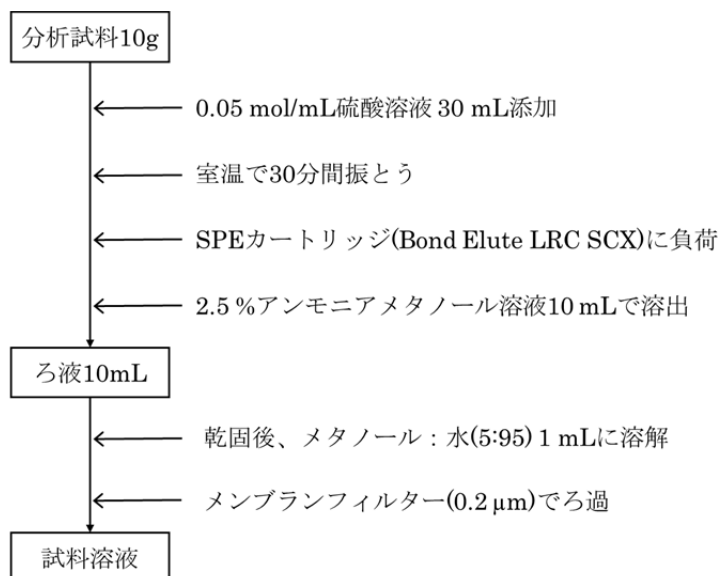 分析試料10g
0.05 mol/mL硫酸溶液 30 mL添加
室温で30分間振とう
SPEカートリッジ(Bond Elute LRC SCX)に負荷
2.5 %アンモニアメタノール溶液10 mLで溶出
ろ液10mL
乾固後、メタノール：水(5:95) 1 mLに溶解
メンブランフィルター(0.2 µm)でろ過
試料溶液